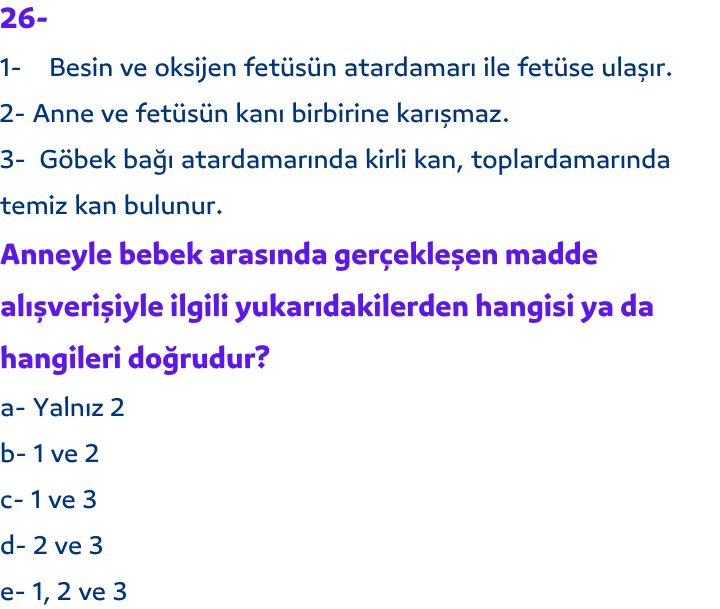 26-
1- Besin ve oksijen fetüsün atardamarı ile fetüse ulaşır.
2- Anne ve fetüsün kanı birbirine karışmaz.
3- Göbek bağı atardamarında kirli kan, toplardamarında
temiz kan bulunur.
Anneyle bebek arasında gerçekleşen madde
alışverişiyle ilgili yukarıdakilerden hangisi ya da
hangileri doğrudur?
a- Yalnız 2
b- 1 ve 2
c- 1 ve 3
d- 2 ve 3
e- 1, 2 ve 3